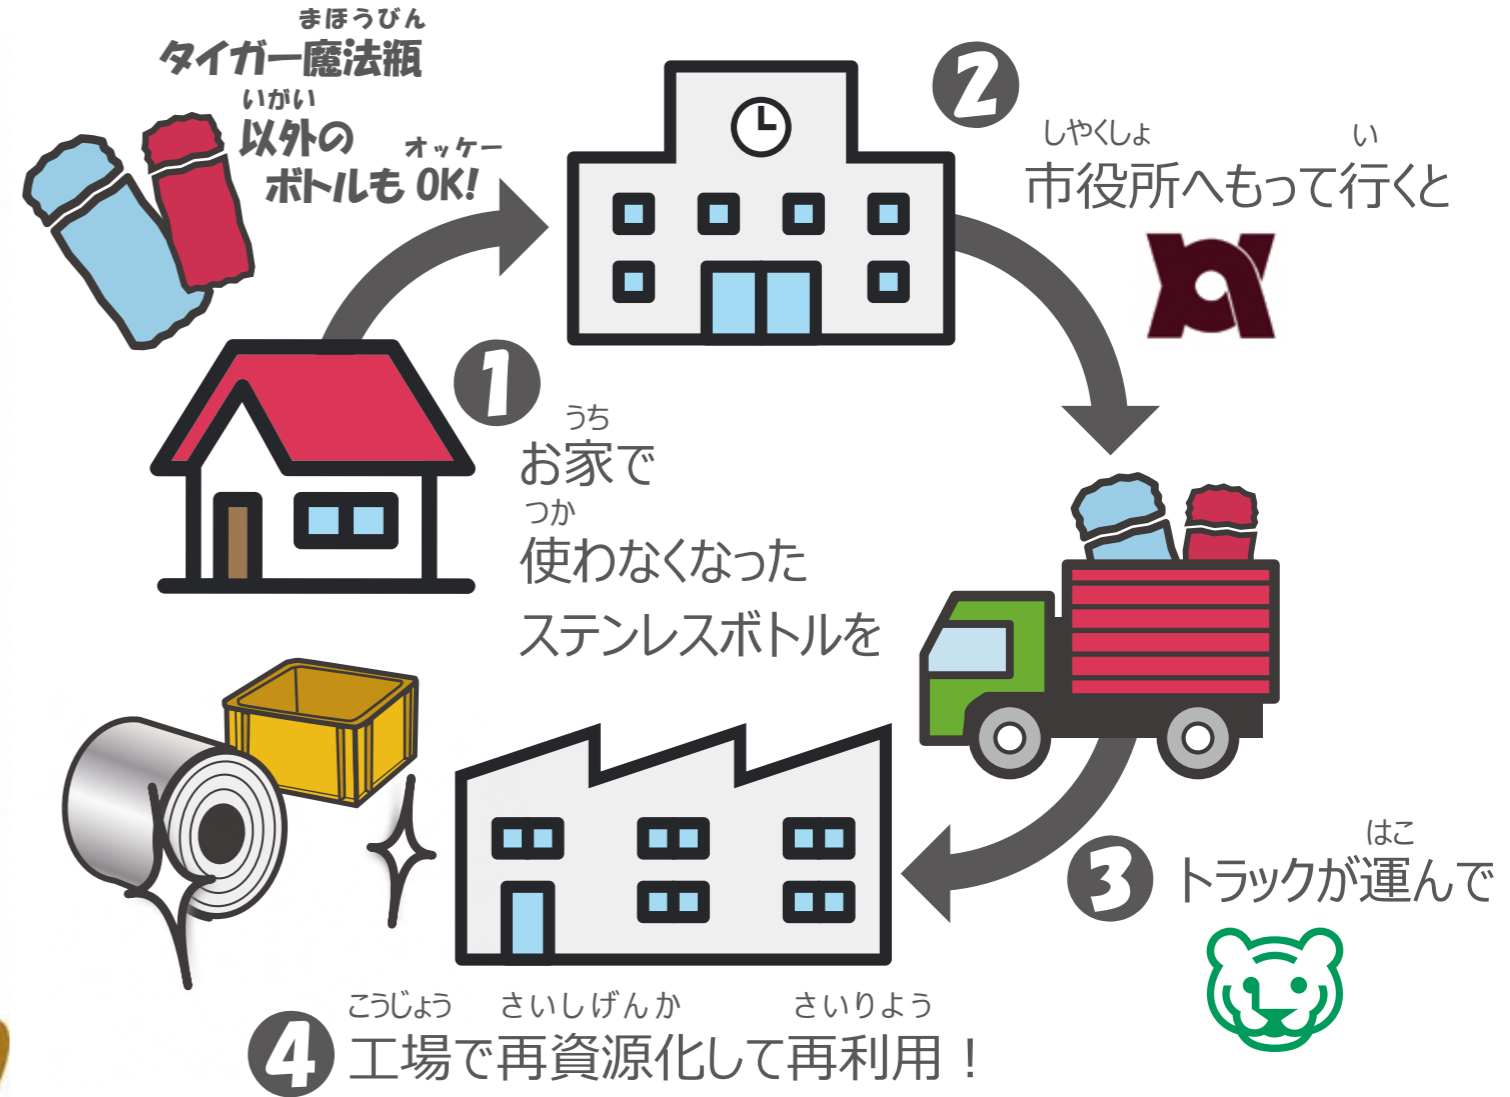 まほうびん
タイガー魔法瓶
いがい
以外の
オッケー
ボトルも OK!
1
うち
お家で
つか
使わなくなった
ステンレスボトルを
2
しやくしょ い
市役所へもって行くと
3
はこ
トラックが運んで
4
こうじょう さいしげんか さいりよう
工場で再資源化して再利用！